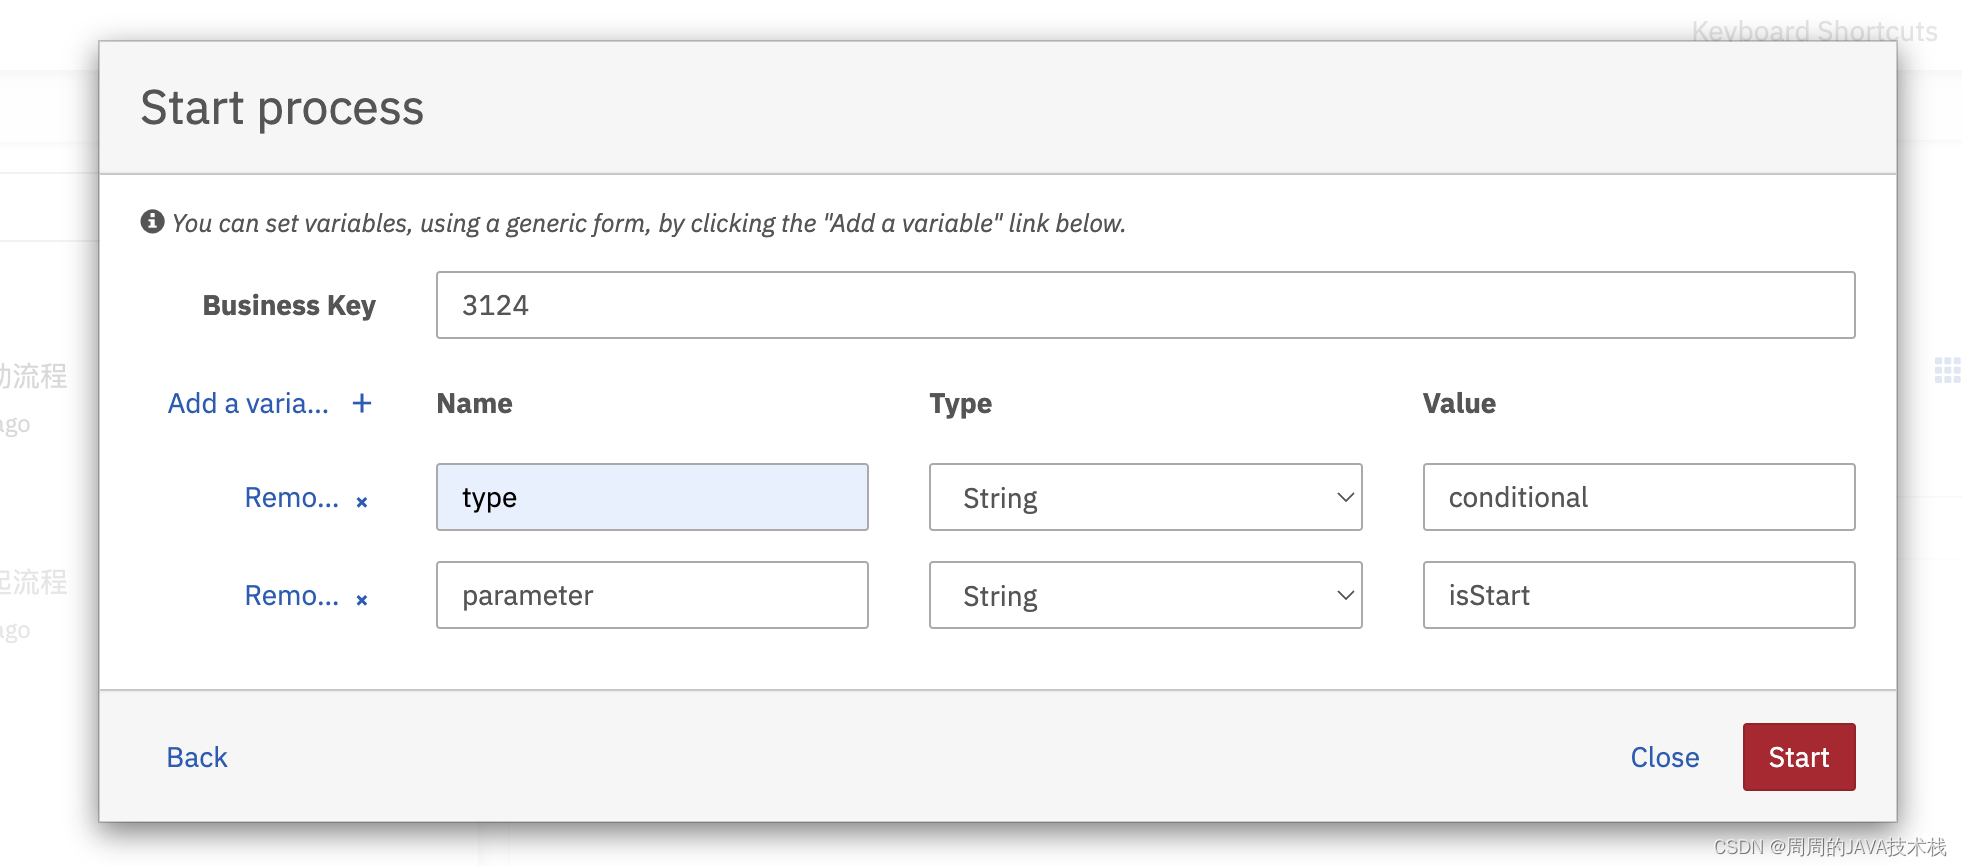 Keyboard Shortcuts
Start process
You can set variables, using a generic form, by clicking the "Add a variable" link below.
Business Key 3124
Add a varia... + Name Type Value
Remo... × type String conditional
动流程
ago
Remo... × parameter String isStart
起流程
ago
Back Close Start
CSDN @周周的JAVA技术栈